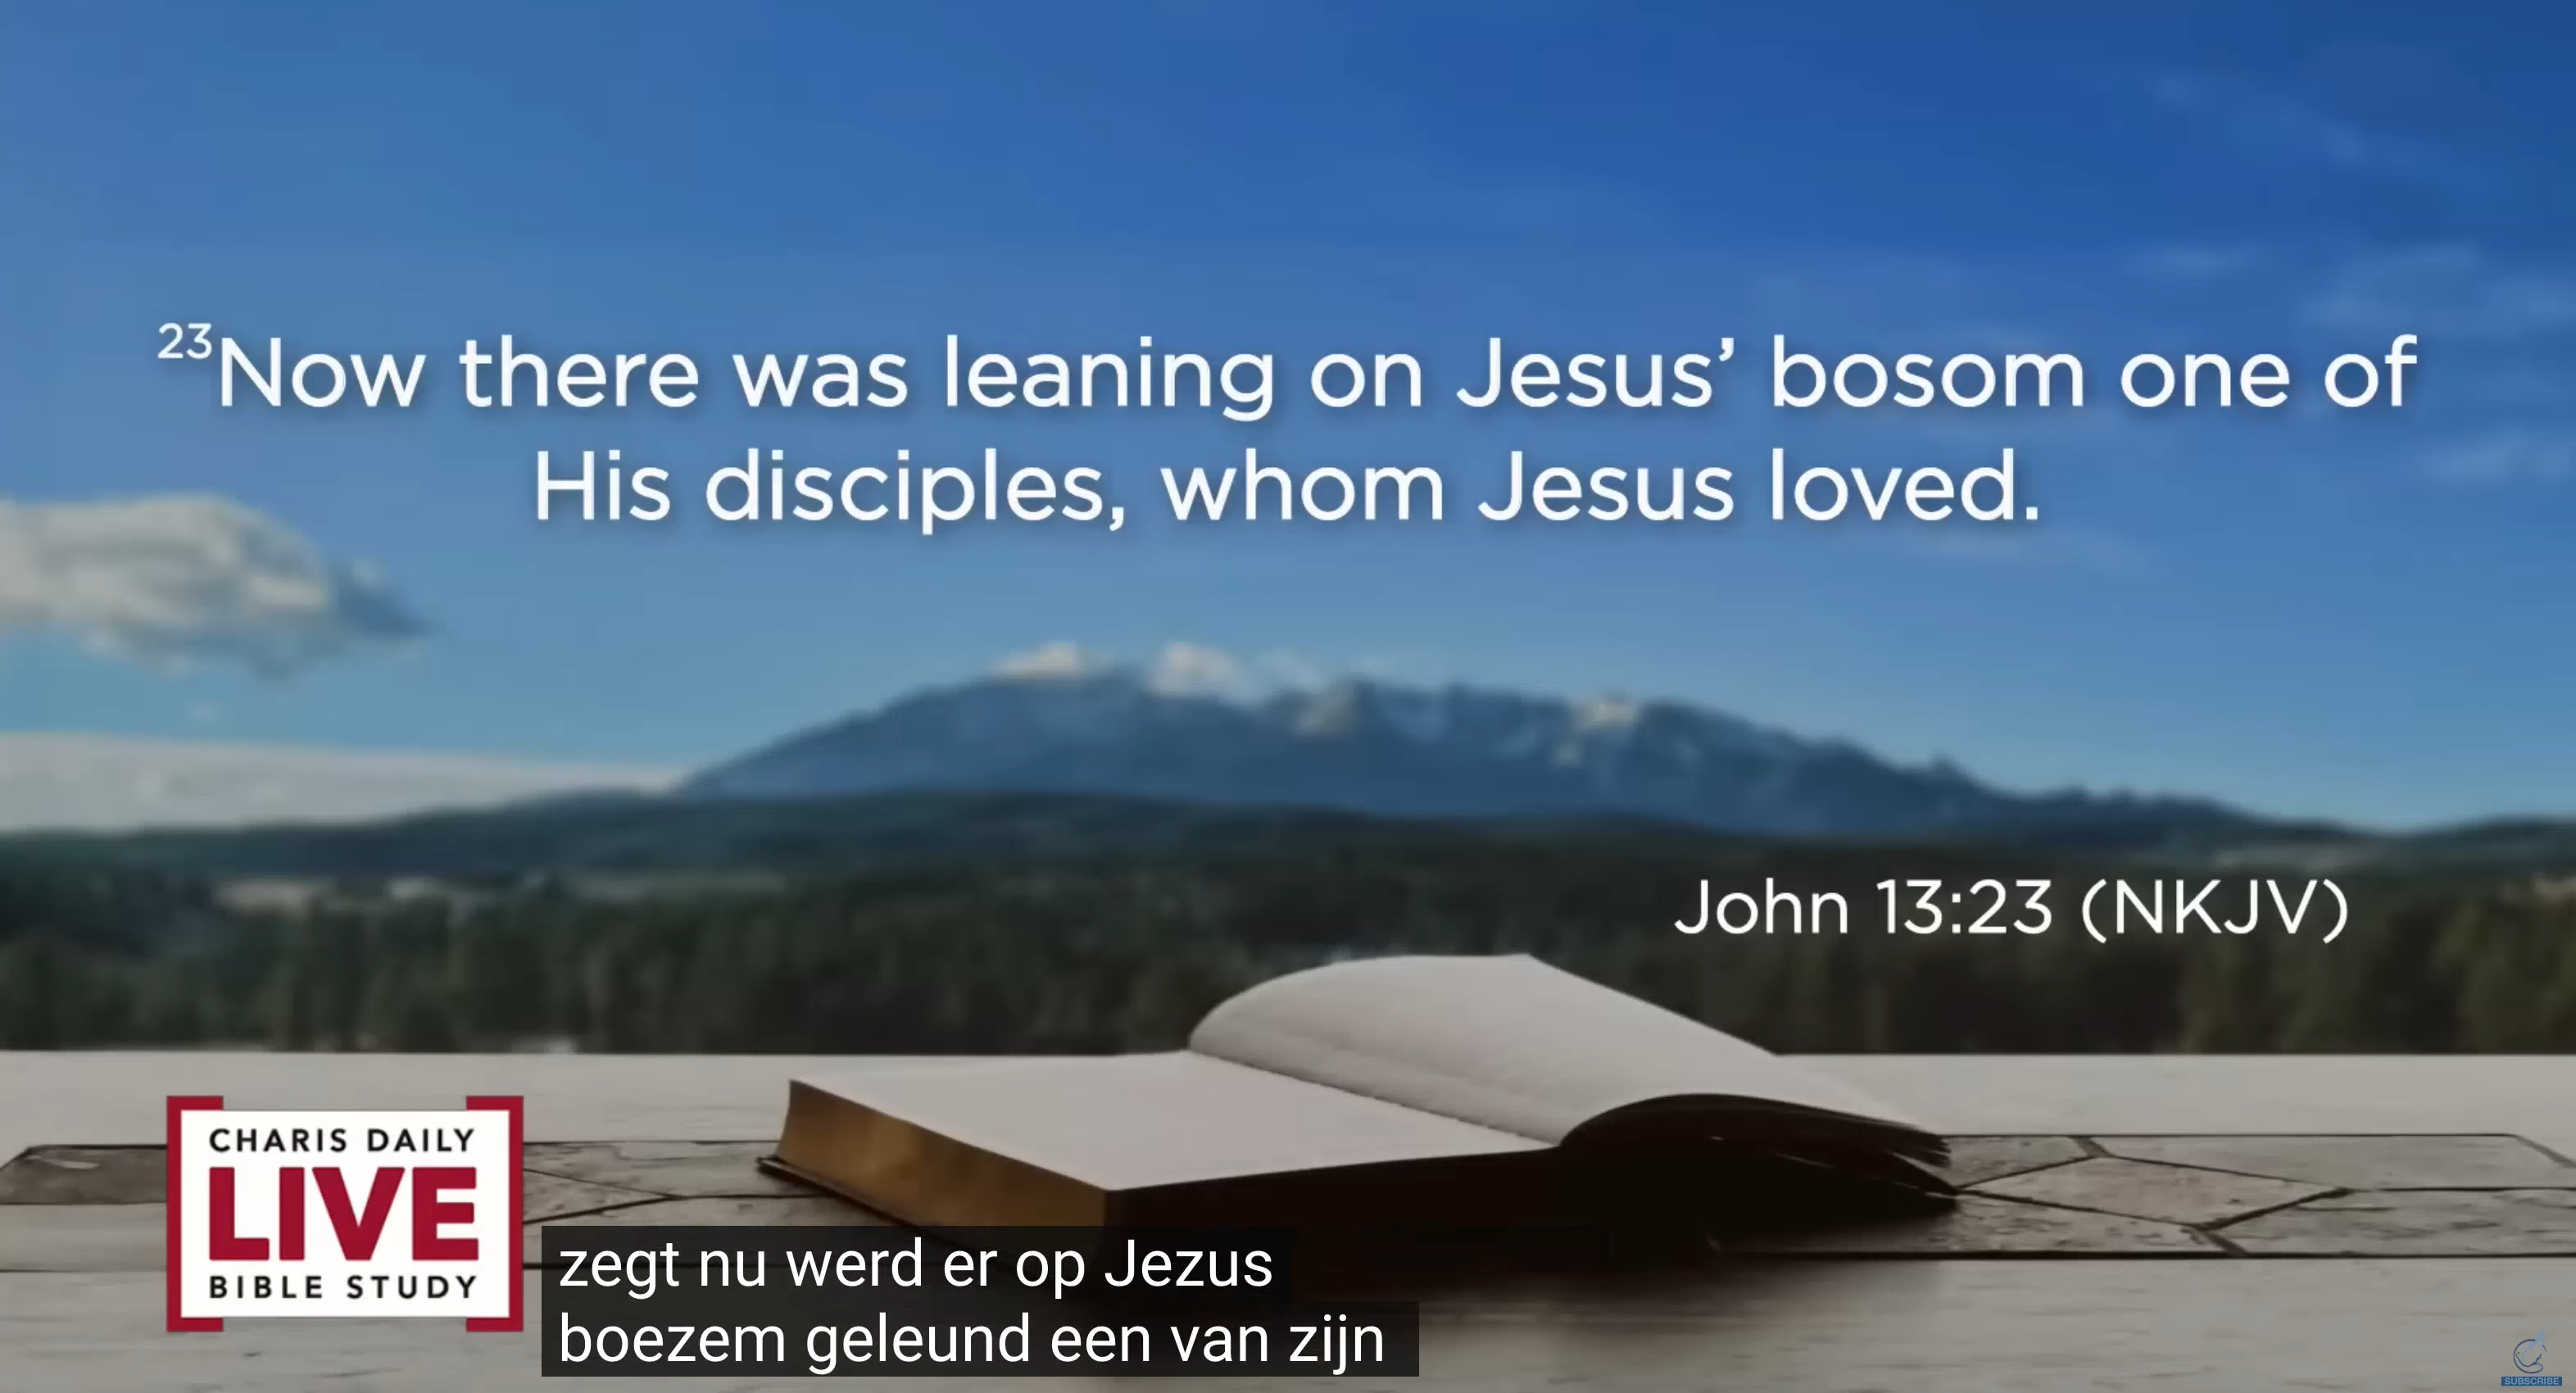 23Now there was leaning on Jesus’ bosom one of
His disciples, whom Jesus loved.
John 13:23 (NKJV)
CHARIS DAILY
LIVE
BIBLE STUDY
zegt nu werd er op Jezus
boezem geleund een van zijn
SUBSCRIBE